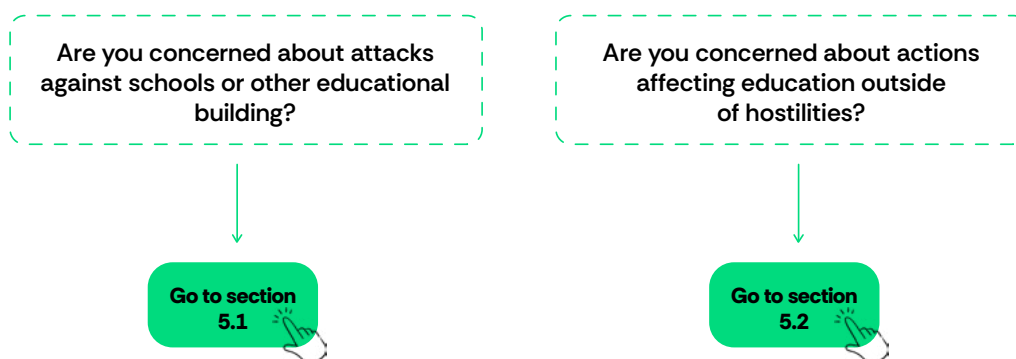 Are you concerned about attacks
against schools or other educational
building?
Are you concerned about actions
affecting education outside
of hostilities?
Go to section
5.1
Go to section
5.2